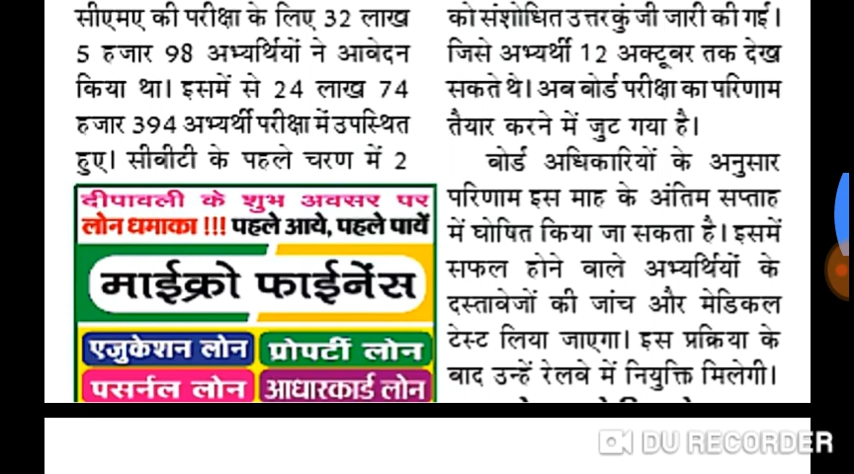 सीएमए की परीक्षा के लिए 32 लाख
5 हजार 98 अभ्यर्थियों ने आवेदन
किया था। इसमें से 24 लाख 74
हजार 394 अभ्यर्थी परीक्षा में उपस्थित
हुए। सीबीटी के पहले चरण में 2
दीपावली के शुभ अवसर पर
लोन धमाका !!! पहले आये, पहले पायें
माईक्रो फाईनेंस
एजुकेशन लोन
प्रोपर्टी लोन
पसर्नल लोन
आधारकार्ड लोन
को संशोधित उत्तरकुंजी जारी की गई।
जिसे अभ्यर्थी 12 अक्टूबर तक देख
सकते थे। अब बोर्ड परीक्षा का परिणाम
तैयार करने में जुट गया है।
बोर्ड अधिकारियों के अनुसार
परिणाम इस माह के अंतिम सप्ताह
में घोषित किया जा सकता है। इसमें
सफल होने वाले अभ्यर्थियों के
दस्तावेजों की जांच और मेडिकल
टेस्ट लिया जाएगा। इस प्रक्रिया के
बाद उन्हें रेलवे में नियुक्ति मिलेगी।
DU RECORDER